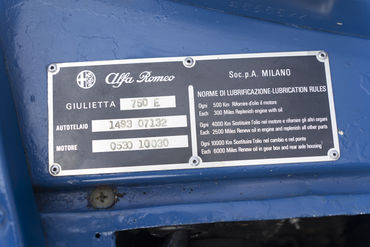 Alfa Romeo
Soc.p.A. MILANO
GIULIETTA 750 E
AUTOTELAIO 1493 07132
MOTORE 0530 10030
NORME DI LUBRIFICAZIONE-LUBRICATION RULES
Ogni 500 Km Rifornire d'olio il motore
Each 300 Miles Replenish engine with oil
Ogni 4000 Km Sostituire l'olio nel motore e rifornire gli altri organi
Each 2500 Miles Renew oil in engine and replenish all other parts
Ogni 10000 Km Sostituire l'olio nel cambio e nel ponte
Each 6000 Miles Renew oil in gear box and rear axle housing